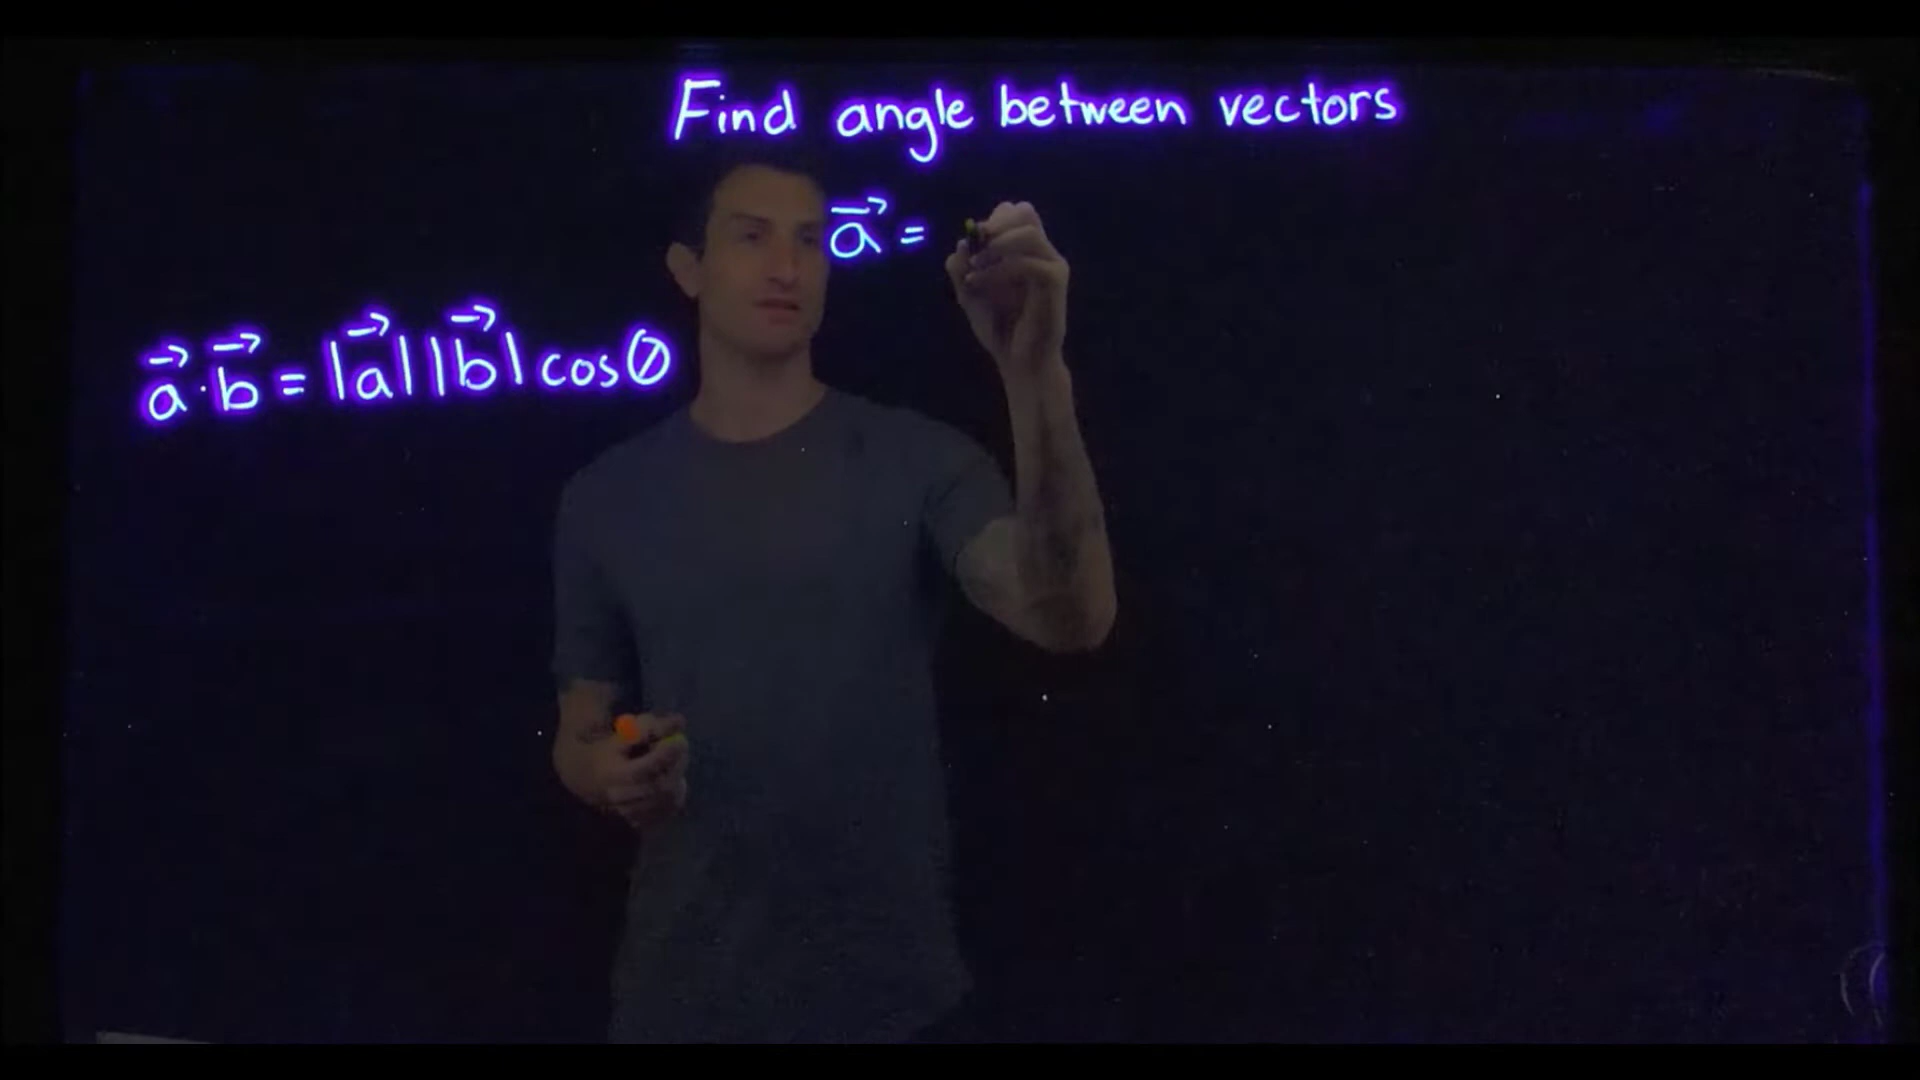 Find angle between vectors
a⃗ =
a⃗ · b⃗ = |a⃗| |b⃗| cos θ